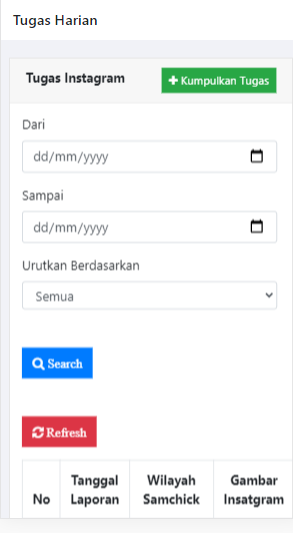 Tugas Harian
Tugas Instagram
Kumpulkan Tugas
Dari
dd/mm/yyyy
Sampai
dd/mm/yyyy
Urutkan Berdasarkan
Semua
Search
Refresh
No Tanggal Laporan Wilayah Samchick Gambar Insatgram